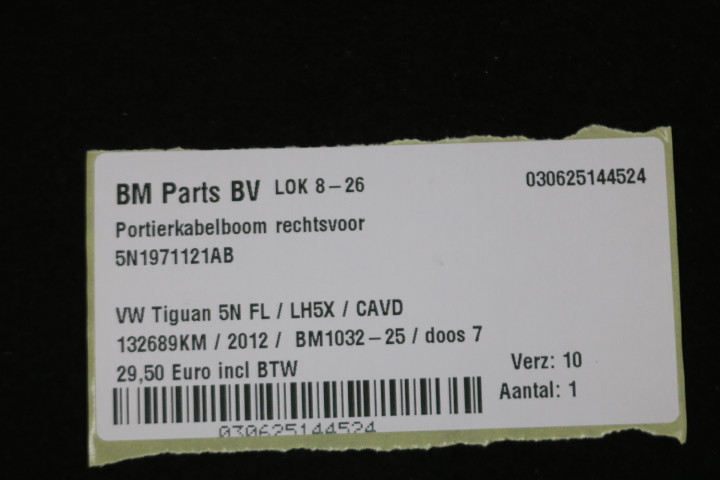 BM Parts BV LOK 8-26 030625144524
Portierkabelboom rechtsvoor
5N1971121AB
VW Tiguan 5N FL / LH5X / CAVD
132689KM / 2012 / BM1032-25 / doos 7
29,50 Euro incl BTW Verz: 10
Aantal: 1
030625144524